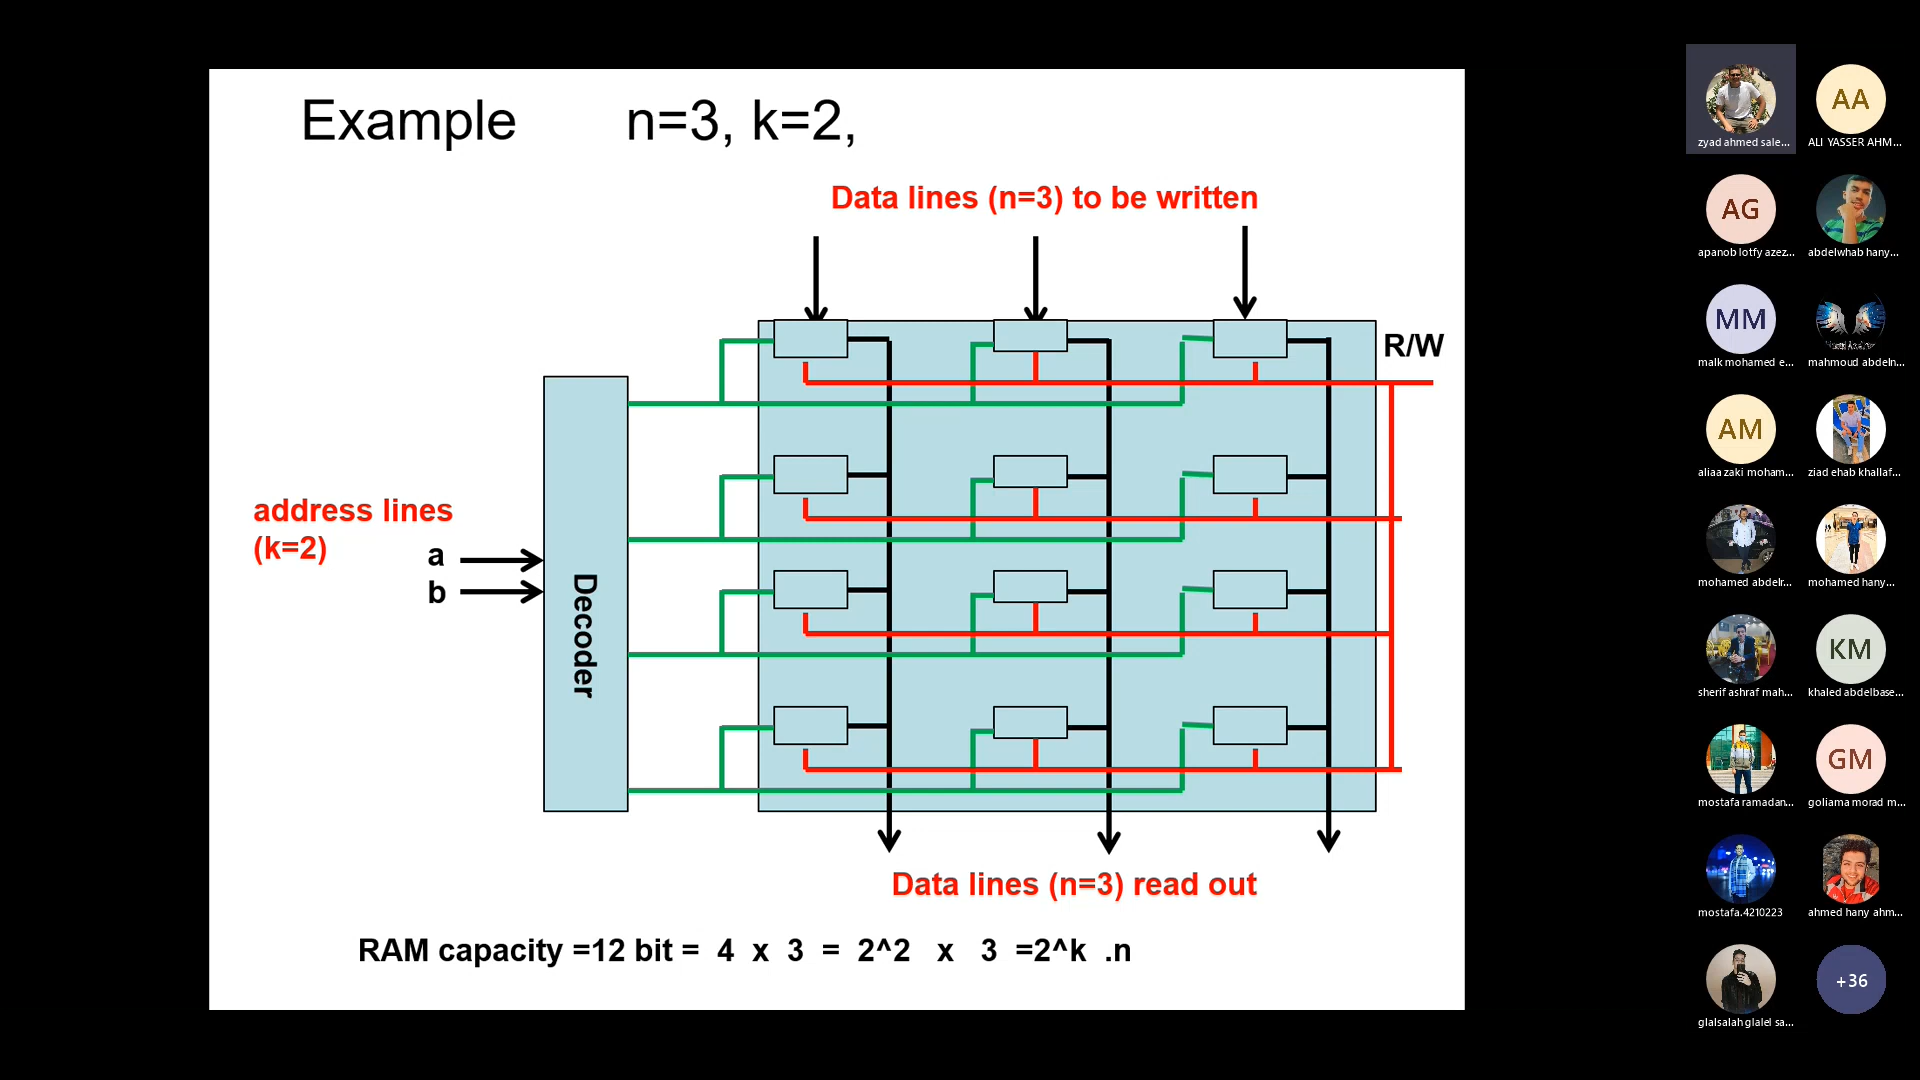 Example n=3, k=2,
Data lines (n=3) to be written
R/W
address lines
(k=2)
a
b
Decoder
Data lines (n=3) read out
RAM capacity =12 bit = 4 x 3 = 2^2 x 3 =2^k .n
zyad ahmed sale...
AA
ALI YASSER AHM...
AG
apanob lotfy azez...
abdelwhab hany...
MM
malk mohamed e...
mahmoud abdeln...
AM
aliaa zaki moham...
ziad ehab khallaf...
mohamed abdelr...
mohamed hany...
sherif ashraf mah...
KM
khaled abdelbase...
mostafa ramadan...
GM
goliama morad m...
mostafa.4210223
ahmed hany ahm...
glalsalah glalel sa...
+36